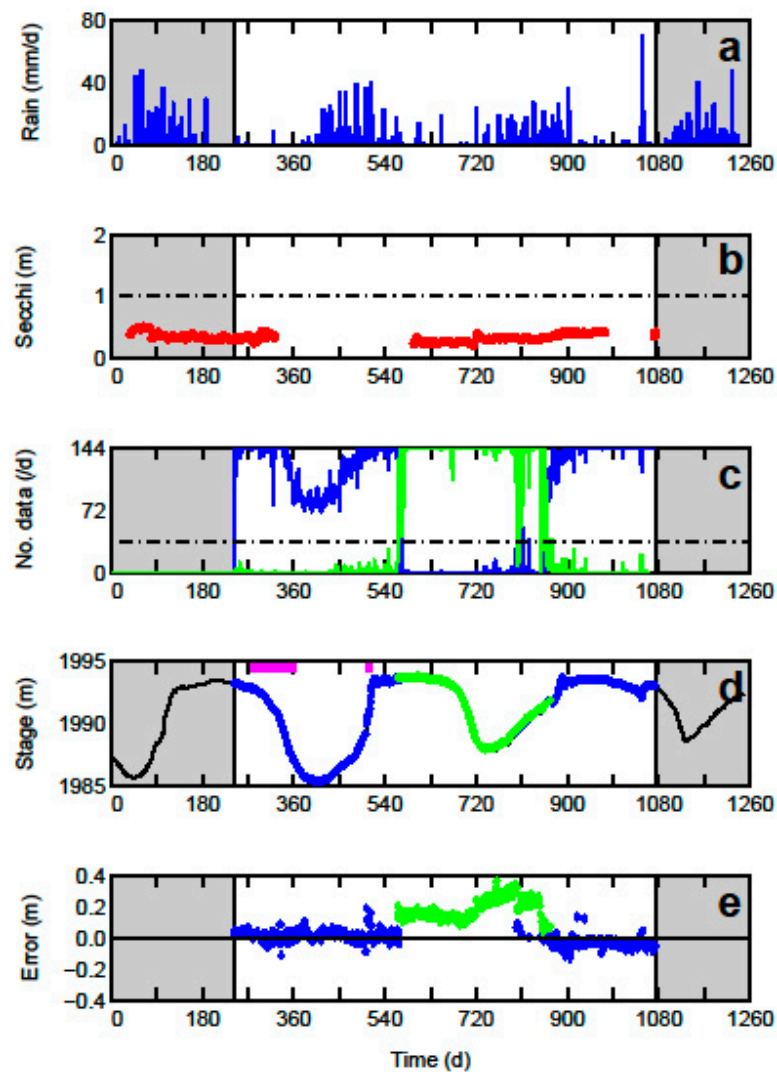 80
40
0
Rain (mm/d)
a
0 180 360 540 720 900 1080 1260
2
1
0
Secchi (m)
b
0 180 360 540 720 900 1080 1260
144
72
0
No. data (/d)
c
0 180 360 540 720 900 1080 1260
1995
1990
1985
Stage (m)
d
0 180 360 540 720 900 1080 1260
0.4
0.2
0.0
−0.2
−0.4
Error (m)
e
0 180 360 540 720 900 1080 1260
Time (d)